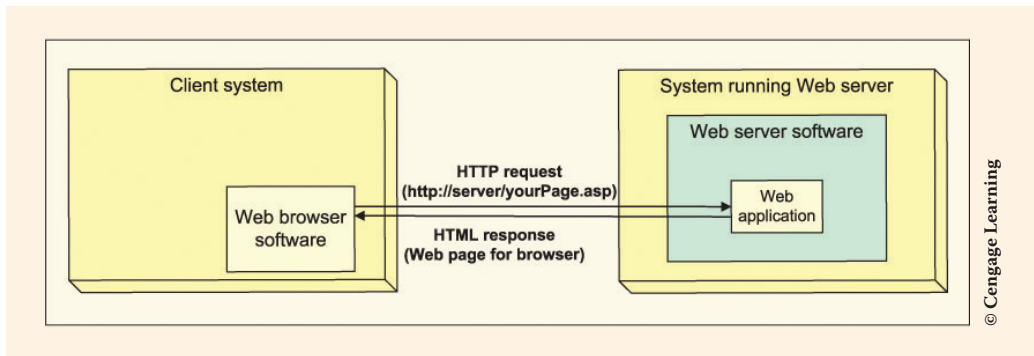 Client system
System running Web server
Web server software
HTTP request
(http://server/yourPage.asp)
Web
application
Web browser
software
HTML response
(Web page for browser)
© Cengage Learning